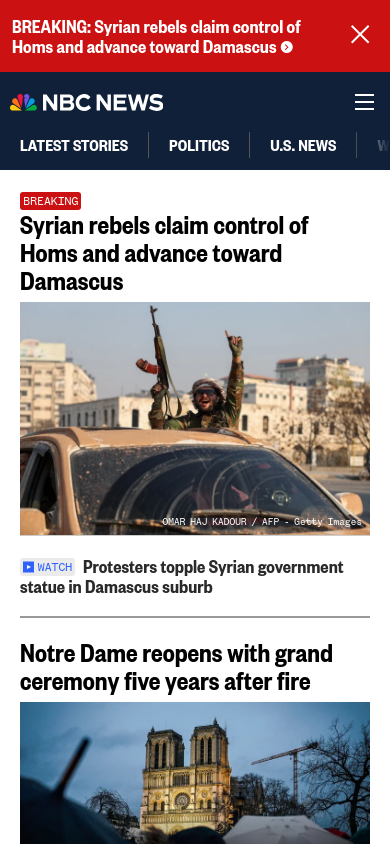 BREAKING: Syrian rebels claim control of
Homs and advance toward Damascus
NBC NEWS
LATEST STORIES
POLITICS
U.S. NEWS
BREAKING
Syrian rebels claim control of
Homs and advance toward
Damascus
OMAR HAJ KADOUR / AFP - Getty Images
WATCH Protesters topple Syrian government
statue in Damascus suburb
Notre Dame reopens with grand
ceremony five years after fire